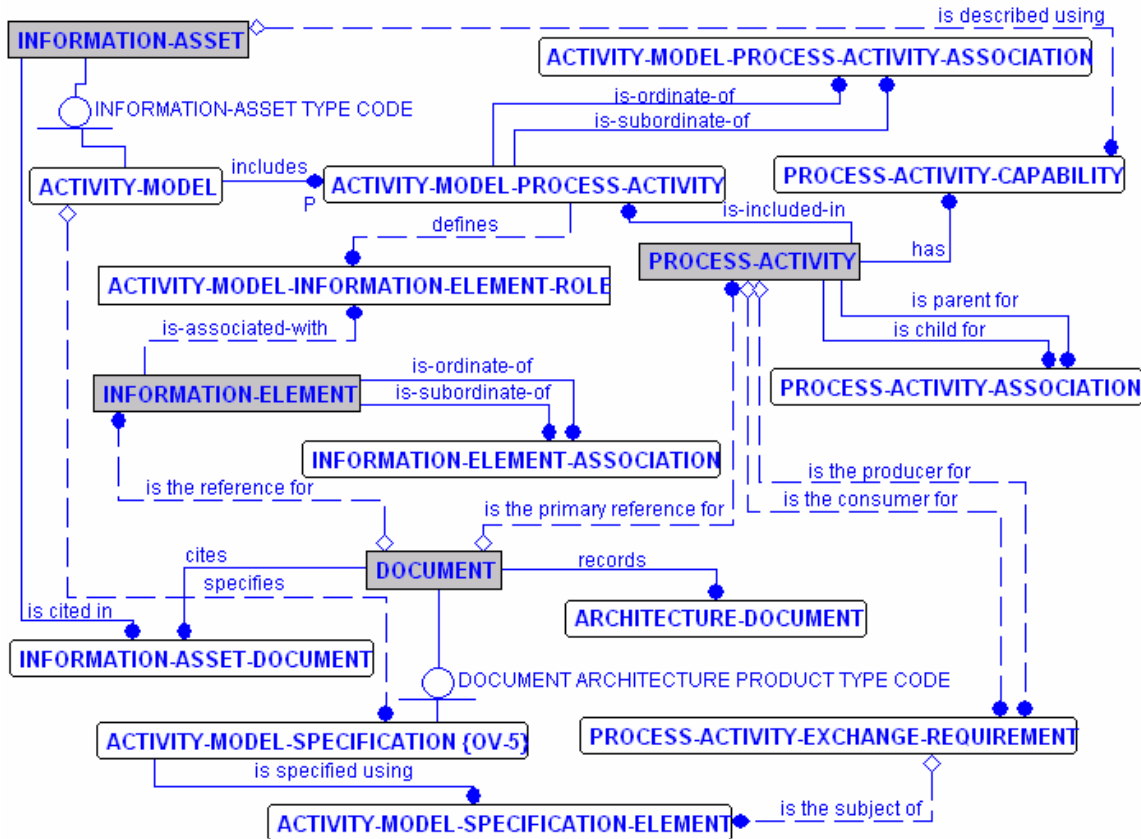 is described using
INFORMATION-ASSET
ACTIVITY-MODEL-PROCESS-ACTIVITY-ASSOCIATION
is-ordinate-of
INFORMATION-ASSET TYPE CODE
is-subordinate-of
includes
ACTIVITY-MODEL
ACTIVITY-MODEL-PROCESS-ACTIVITY
PROCESS-ACTIVITY-CAPABILITY
P
is-included-in
defines
has
PROCESS-ACTIVITY
ACTIVITY-MODEL-INFORMATION-ELEMENT-ROLE
is parent for
is-associated-with
is child for
is-ordinate-of
INFORMATION-ELEMENT
is-subordinate-of
PROCESS-ACTIVITY-ASSOCIATION
INFORMATION-ELEMENT-ASSOCIATION
is the producer for
is the reference for
is the consumer for
is the primary reference for
cites
DOCUMENT
records
specifies
is cited in
ARCHITECTURE-DOCUMENT
INFORMATION-ASSET-DOCUMENT
DOCUMENT ARCHITECTURE PRODUCT TYPE CODE
ACTIVITY-MODEL-SPECIFICATION {OV-5}
PROCESS-ACTIVITY-EXCHANGE-REQUIREMENT
is specified using
is the subject of
ACTIVITY-MODEL-SPECIFICATION-ELEMENT